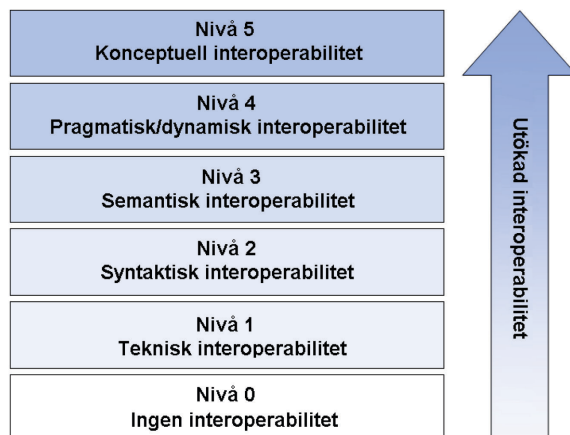 Nivå 5
Konceptuell interoperabilitet
Nivå 4
Pragmatisk/dynamisk interoperabilitet
Nivå 3
Semantisk interoperabilitet
Nivå 2
Syntaktisk interoperabilitet
Nivå 1
Teknisk interoperabilitet
Nivå 0
Ingen interoperabilitet
Utökad interoperabilitet